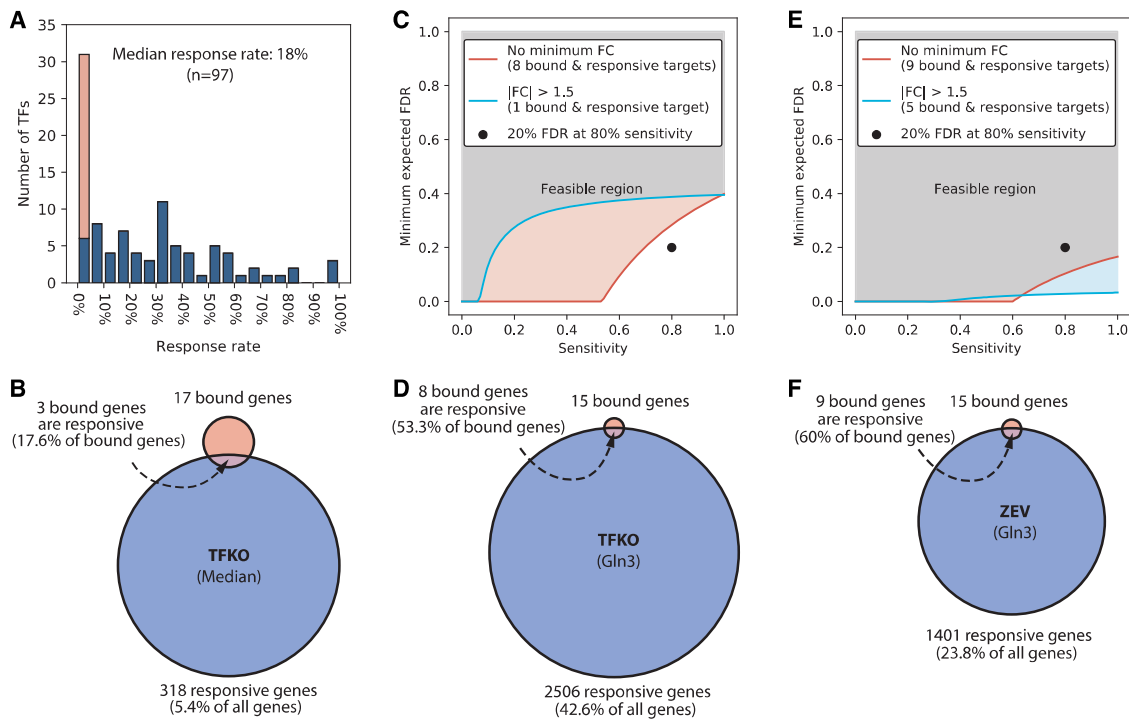 A
35
30
25
20
15
10
5
0
Number of TFs
Median response rate: 18%
(n=97)
0%
10%
20%
30%
40%
50%
60%
70%
80%
90%
100%
Response rate
C
1.0
0.8
0.6
0.4
0.2
0.0
Minimum expected FDR
No minimum FC
(8 bound & responsive targets)
|FC| > 1.5
(1 bound & responsive target)
20% FDR at 80% sensitivity
Feasible region
0.0
0.2
0.4
0.6
0.8
1.0
Sensitivity
E
1.0
0.8
0.6
0.4
0.2
0.0
Minimum expected FDR
No minimum FC
(9 bound & responsive targets)
|FC| > 1.5
(5 bound & responsive targets)
20% FDR at 80% sensitivity
Feasible region
0.0
0.2
0.4
0.6
0.8
1.0
Sensitivity
B
3 bound genes
are responsive
(17.6% of bound genes)
17 bound genes
TFKO
(Median)
318 responsive genes
(5.4% of all genes)
D
8 bound genes
are responsive
(53.3% of bound genes)
15 bound genes
TFKO
(Gln3)
2506 responsive genes
(42.6% of all genes)
F
9 bound genes
are responsive
(60% of bound genes)
15 bound genes
ZEV
(Gln3)
1401 responsive genes
(23.8% of all genes)